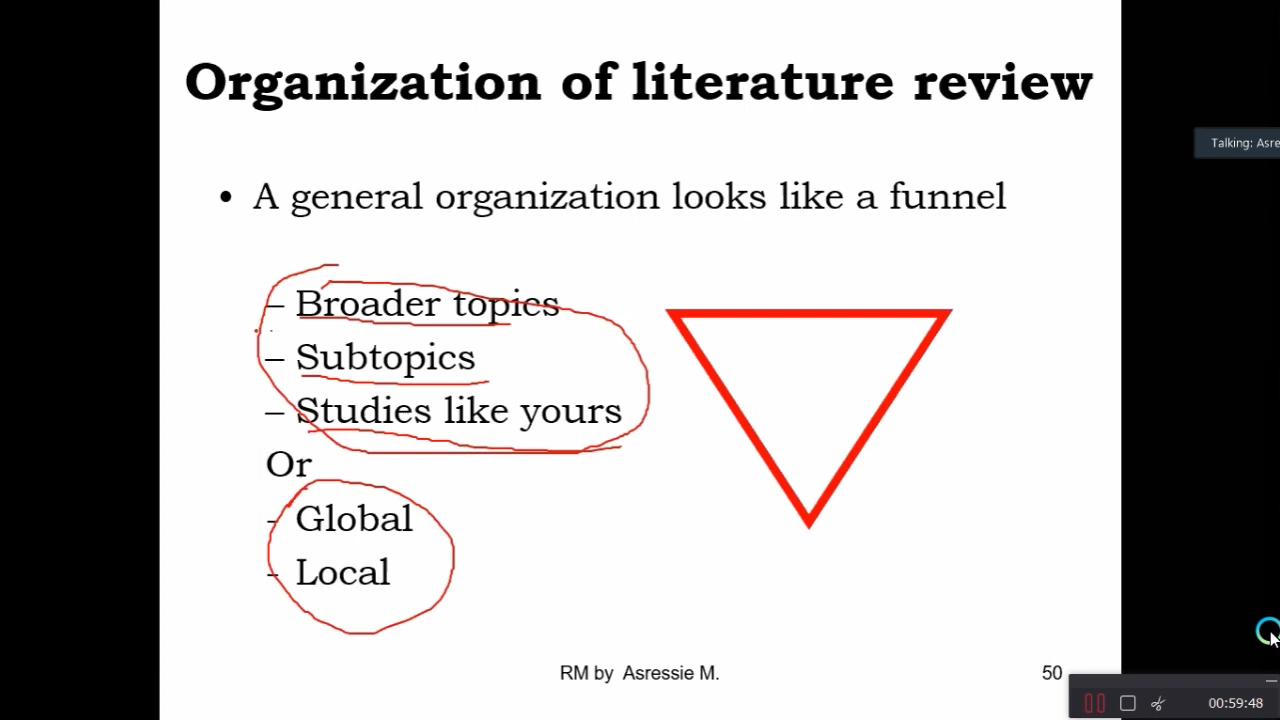 Organization of literature review
Talking: Asre
• A general organization looks like a funnel
– Broader topics
– Subtopics
– Studies like yours
Or
- Global
- Local
RM by Asressie M.
50
00:59:48